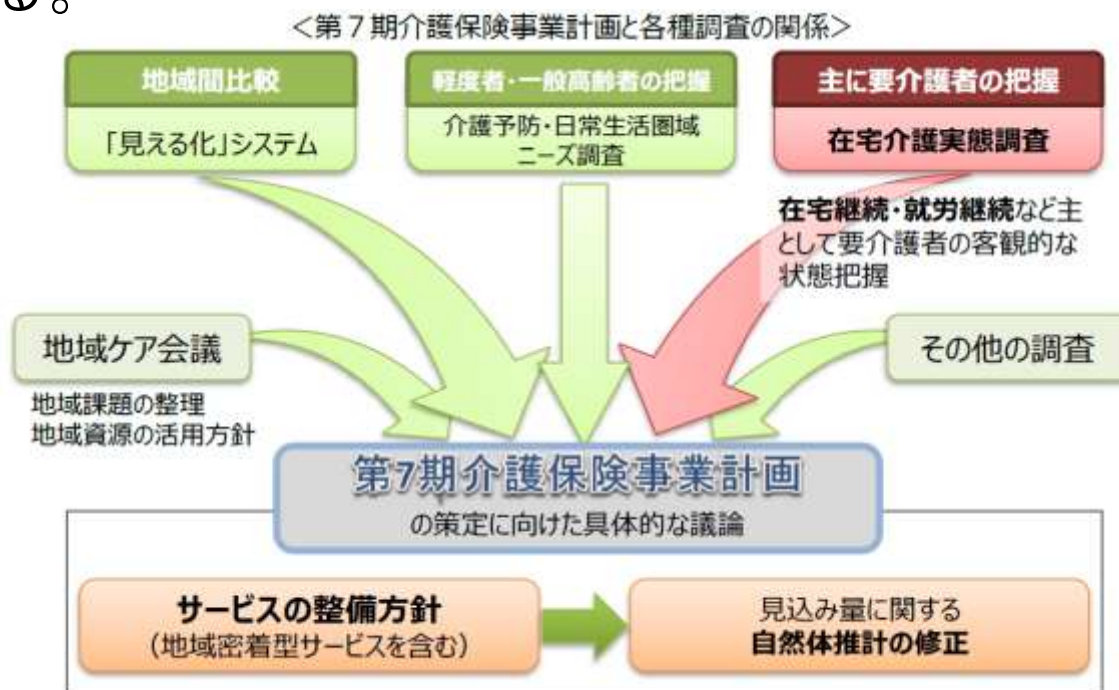 る。
＜第７期介護保険事業計画と各種調査の関係＞
地域間比較
「見える化」システム
軽度者・一般高齢者の把握
介護予防・日常生活圏域
ニーズ調査
主に要介護者の把握
在宅介護実態調査
在宅継続・就労継続など主
として要介護者の客観的な
状態把握
地域ケア会議
地域課題の整理
地域資源の活用方針
その他の調査
第7期介護保険事業計画
の策定に向けた具体的な議論
サービスの整備方針
（地域密着型サービスを含む）
見込み量に関する
自然体推計の修正